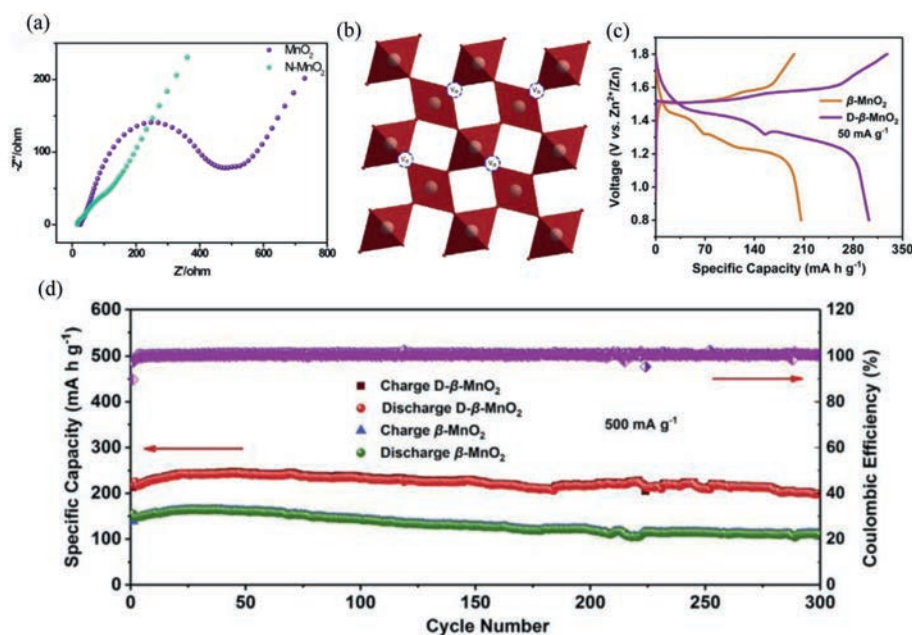 (a)
MnO₂
N-MnO₂
200
100
0
-Z''/ohm
0 200 400 600 800
Z'/ohm
(b)
Vo
Vo
Vo
Vo
(c)
2.8
1.8
1.6
1.4
1.2
0.8
Voltage (V vs. Zn²⁺/Zn)
β-MnO₂
D-β-MnO₂
50 mA g⁻¹
0 70 140 210 280 350
Specific Capacity (mA h g⁻¹)
(d)
600
500
400
300
200
100
0
Specific Capacity (mA h g⁻¹)
Charge D-β-MnO₂
Discharge D-β-MnO₂
Charge β-MnO₂
Discharge β-MnO₂
500 mA g⁻¹
120
100
80
60
40
20
0
Coulombic Efficiency (%)
0 50 100 150 200 250 300
Cycle Number